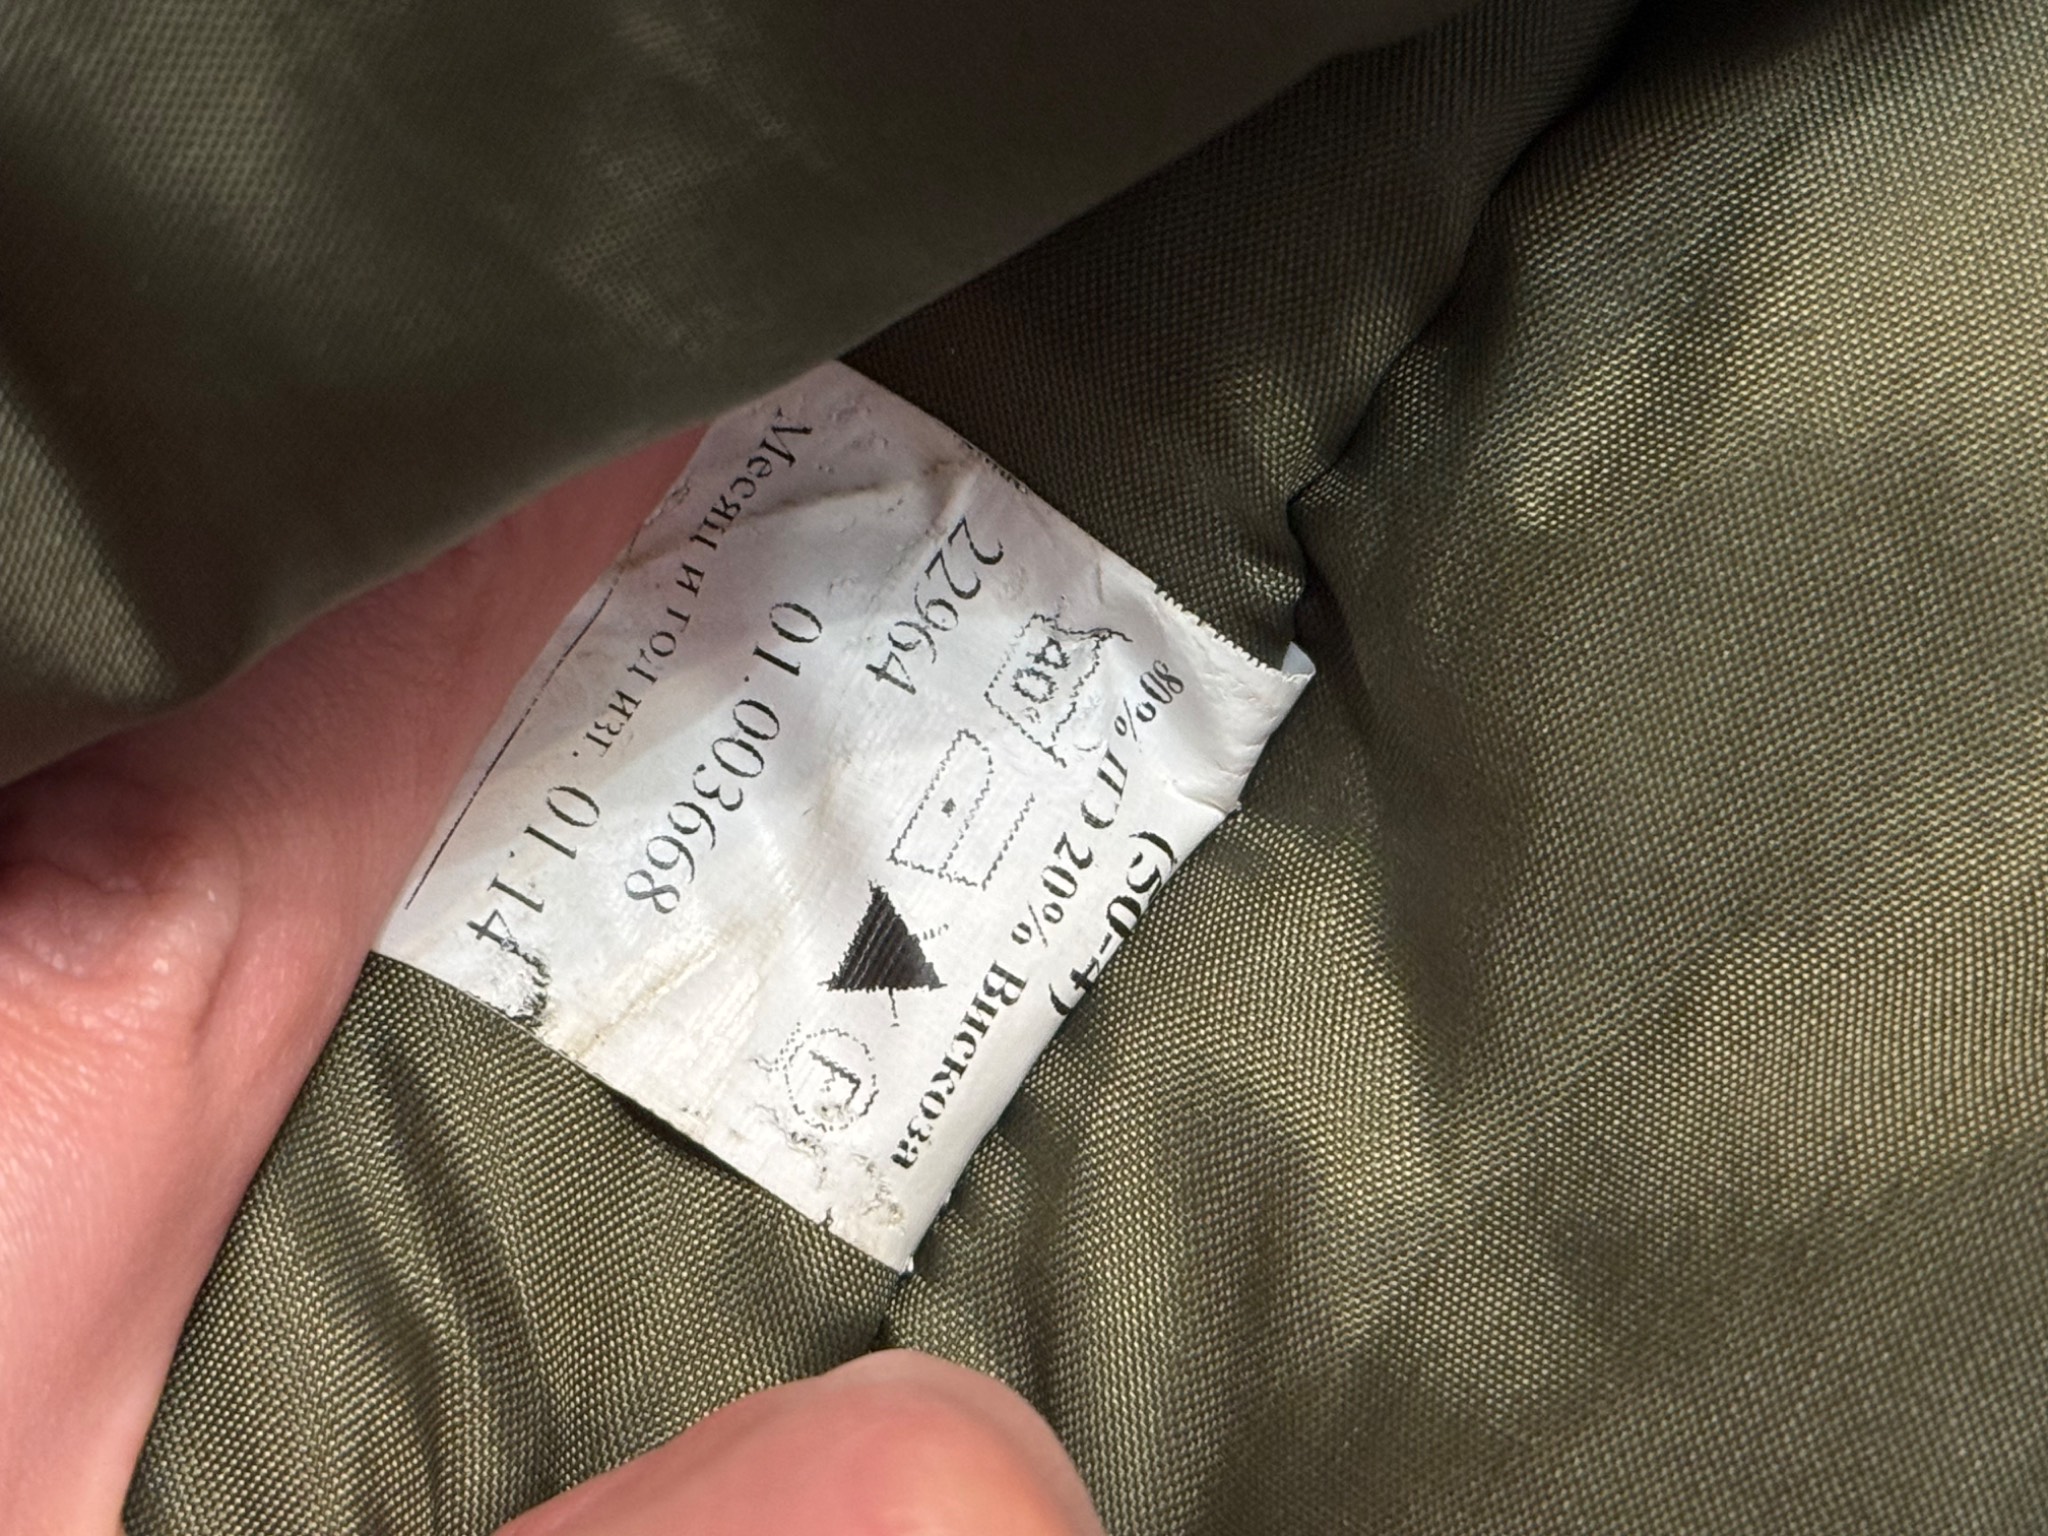 (50-4)
80% ПЭ 20% Вискоза
40°
F
22964
01.003668
Месяц и год изг. 01.14